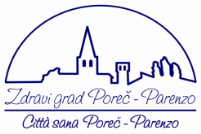 Zdravi grad Poreč - Parenzo
Città sana Poreč - Parenzo